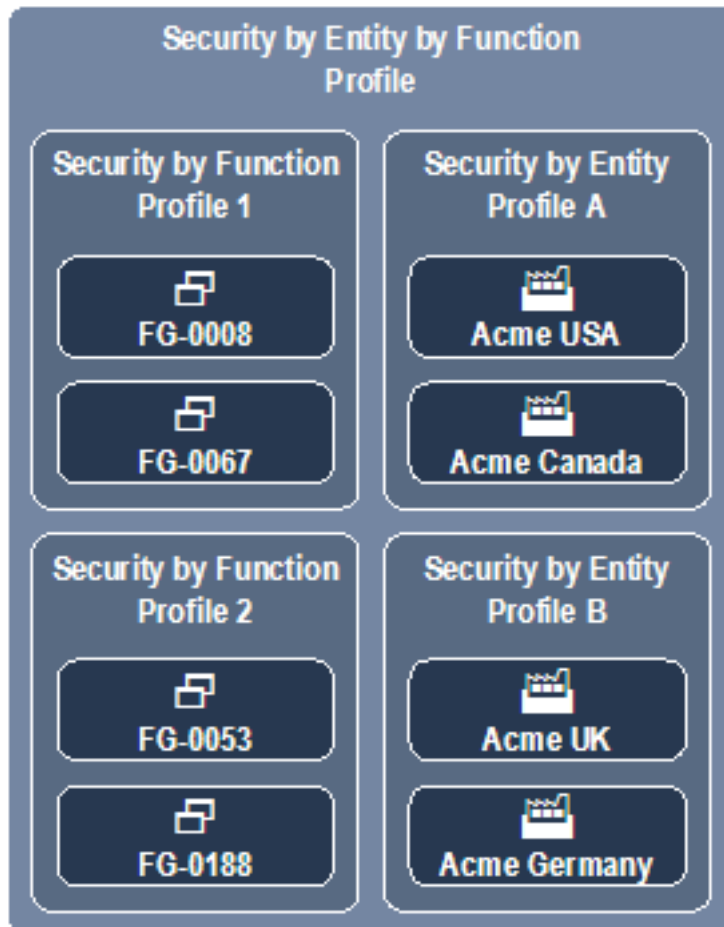 Security by Entity by Function
Profile
Security by Function
Profile 1
FG-0008
FG-0067
Security by Entity
Profile A
Acme USA
Acme Canada
Security by Function
Profile 2
FG-0053
FG-0188
Security by Entity
Profile B
Acme UK
Acme Germany